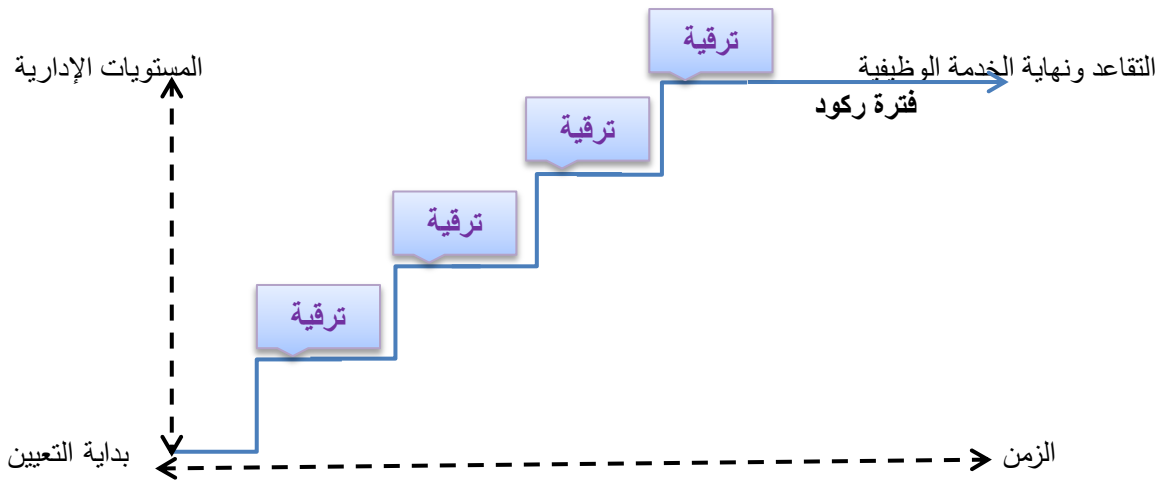 ترقية
المستويات الإدارية
التقاعد ونهاية الخدمة الوظيفية
فترة ركود
ترقية
ترقية
ترقية
بداية التعيين
الزمن